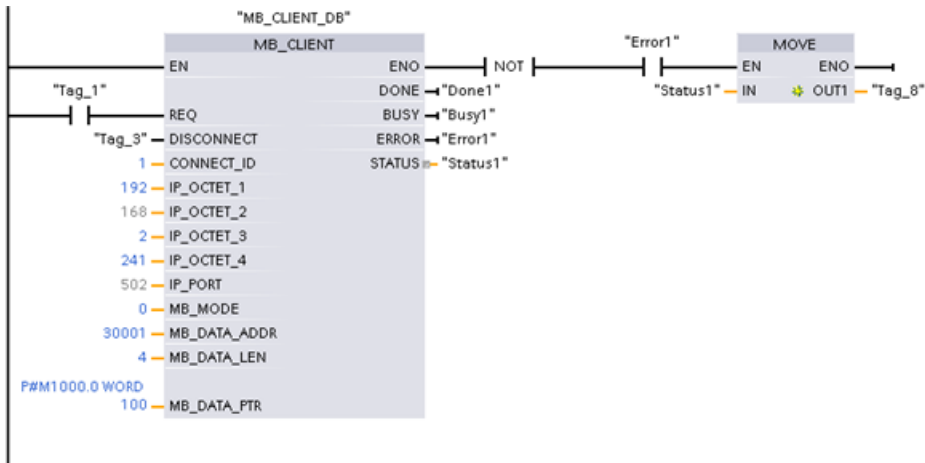 "MB_CLIENT_DB"
MB_CLIENT
EN ENO
NOT
"Error1"
MOVE
EN ENO
DONE "Done1"
"Status1" IN OUT1 "Tag_8"
"Tag_1"
REQ BUSY "Busy1"
"Tag_3" DISCONNECT ERROR "Error1"
1 CONNECT_ID STATUS "Status1"
192 IP_OCTET_1
168 IP_OCTET_2
2 IP_OCTET_3
241 IP_OCTET_4
502 IP_PORT
0 MB_MODE
30001 MB_DATA_ADDR
4 MB_DATA_LEN
P#M1000.0 WORD
100 MB_DATA_PTR